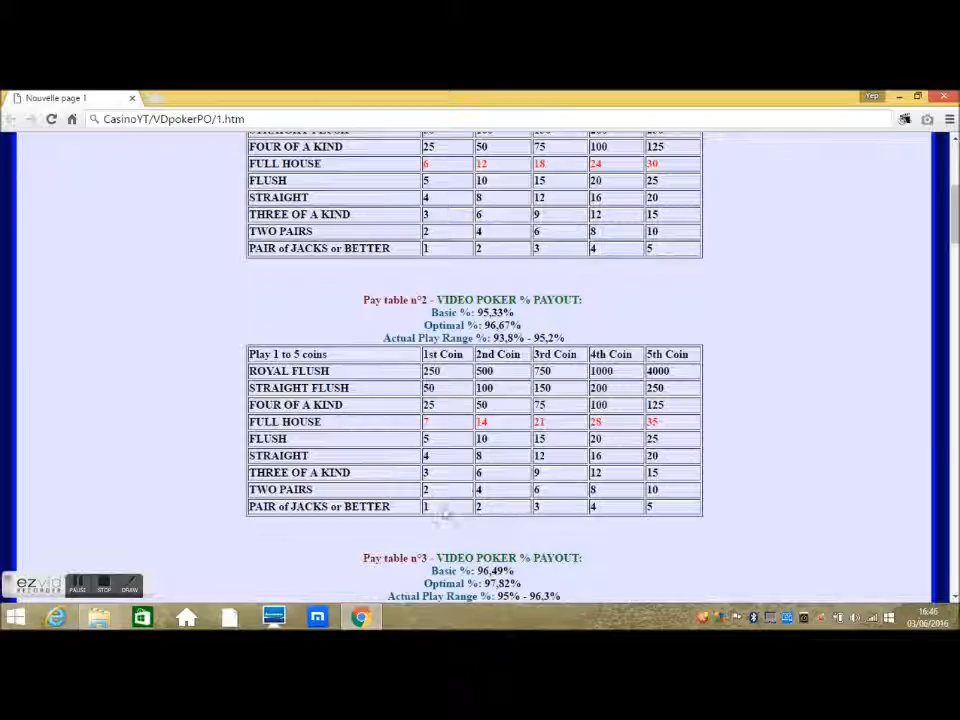 Nouvelle page 1
Yep
CasinoYT/VDpokerPO/1.htm
STRAIGHT FLUSH
FOUR OF A KIND 25 50 75 100 125
FULL HOUSE 6 12 18 24 30
FLUSH 5 10 15 20 25
STRAIGHT 4 8 12 16 20
THREE OF A KIND 3 6 9 12 15
TWO PAIRS 2 4 6 8 10
PAIR of JACKS or BETTER 1 2 3 4 5
Pay table n°2 - VIDEO POKER % PAYOUT:
Basic %: 95,33%
Optimal %: 96,67%
Actual Play Range %: 93,8% - 95,2%
Play 1 to 5 coins 1st Coin 2nd Coin 3rd Coin 4th Coin 5th Coin
ROYAL FLUSH 250 500 750 1000 4000
STRAIGHT FLUSH 50 100 150 200 250
FOUR OF A KIND 25 50 75 100 125
FULL HOUSE 7 14 21 28 35
FLUSH 5 10 15 20 25
STRAIGHT 4 8 12 16 20
THREE OF A KIND 3 6 9 12 15
TWO PAIRS 2 4 6 8 10
PAIR of JACKS or BETTER 1 2 3 4 5
Pay table n°3 - VIDEO POKER % PAYOUT:
Basic %: 96,49%
Optimal %: 97,82%
Actual Play Range %: 95% - 96,3%
ezvid
RECORDER
PAUSE STOP DRAW
16:46
03/06/2016